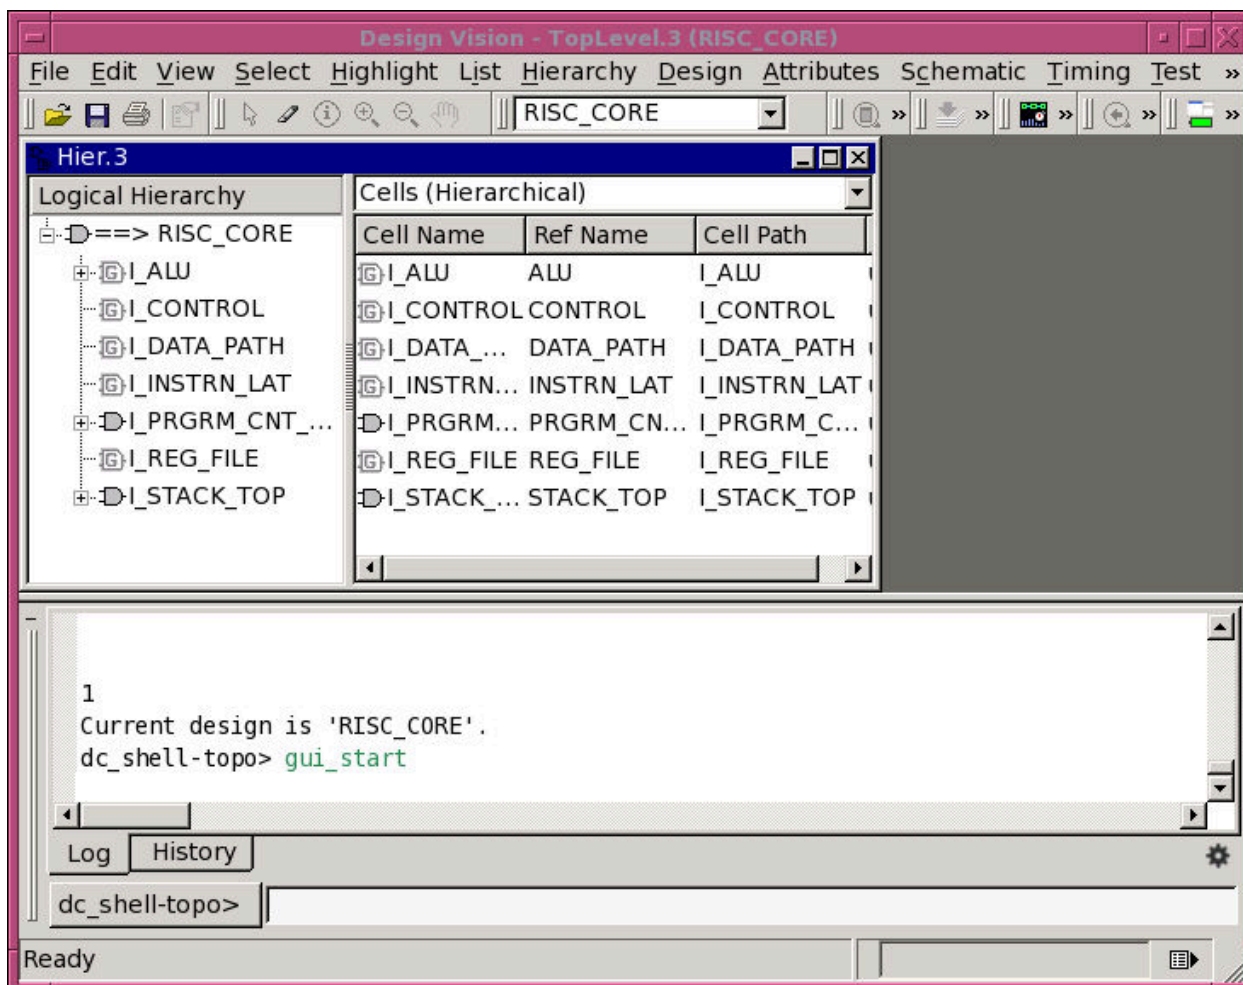 Design Vision - TopLevel.3 (RISC_CORE)
File Edit View Select Highlight List Hierarchy Design Attributes Schematic Timing Test »
RISC_CORE
Hier.3
Logical Hierarchy
==> RISC_CORE
I_ALU
I_CONTROL
I_DATA_PATH
I_INSTRN_LAT
I_PRGRM_CNT_...
I_REG_FILE
I_STACK_TOP
Cells (Hierarchical)
Cell Name Ref Name Cell Path
I_ALU ALU I_ALU
I_CONTROL CONTROL I_CONTROL
I_DATA_... DATA_PATH I_DATA_PATH
I_INSTRN... INSTRN_LAT I_INSTRN_LAT
I_PRGRM... PRGRM_CN... I_PRGRM_C...
I_REG_FILE REG_FILE I_REG_FILE
I_STACK_... STACK_TOP I_STACK_TOP
1
Current design is 'RISC_CORE'.
dc_shell-topo> gui_start
Log History
dc_shell-topo>
Ready